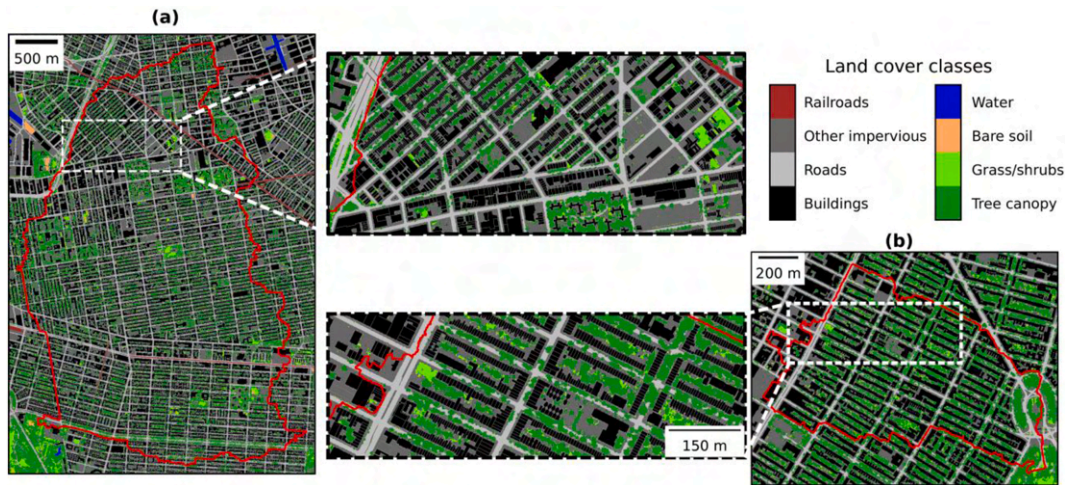 (a)
500 m
Land cover classes
Railroads
Water
Other impervious
Bare soil
Roads
Grass/shrubs
Buildings
Tree canopy
(b)
200 m
150 m